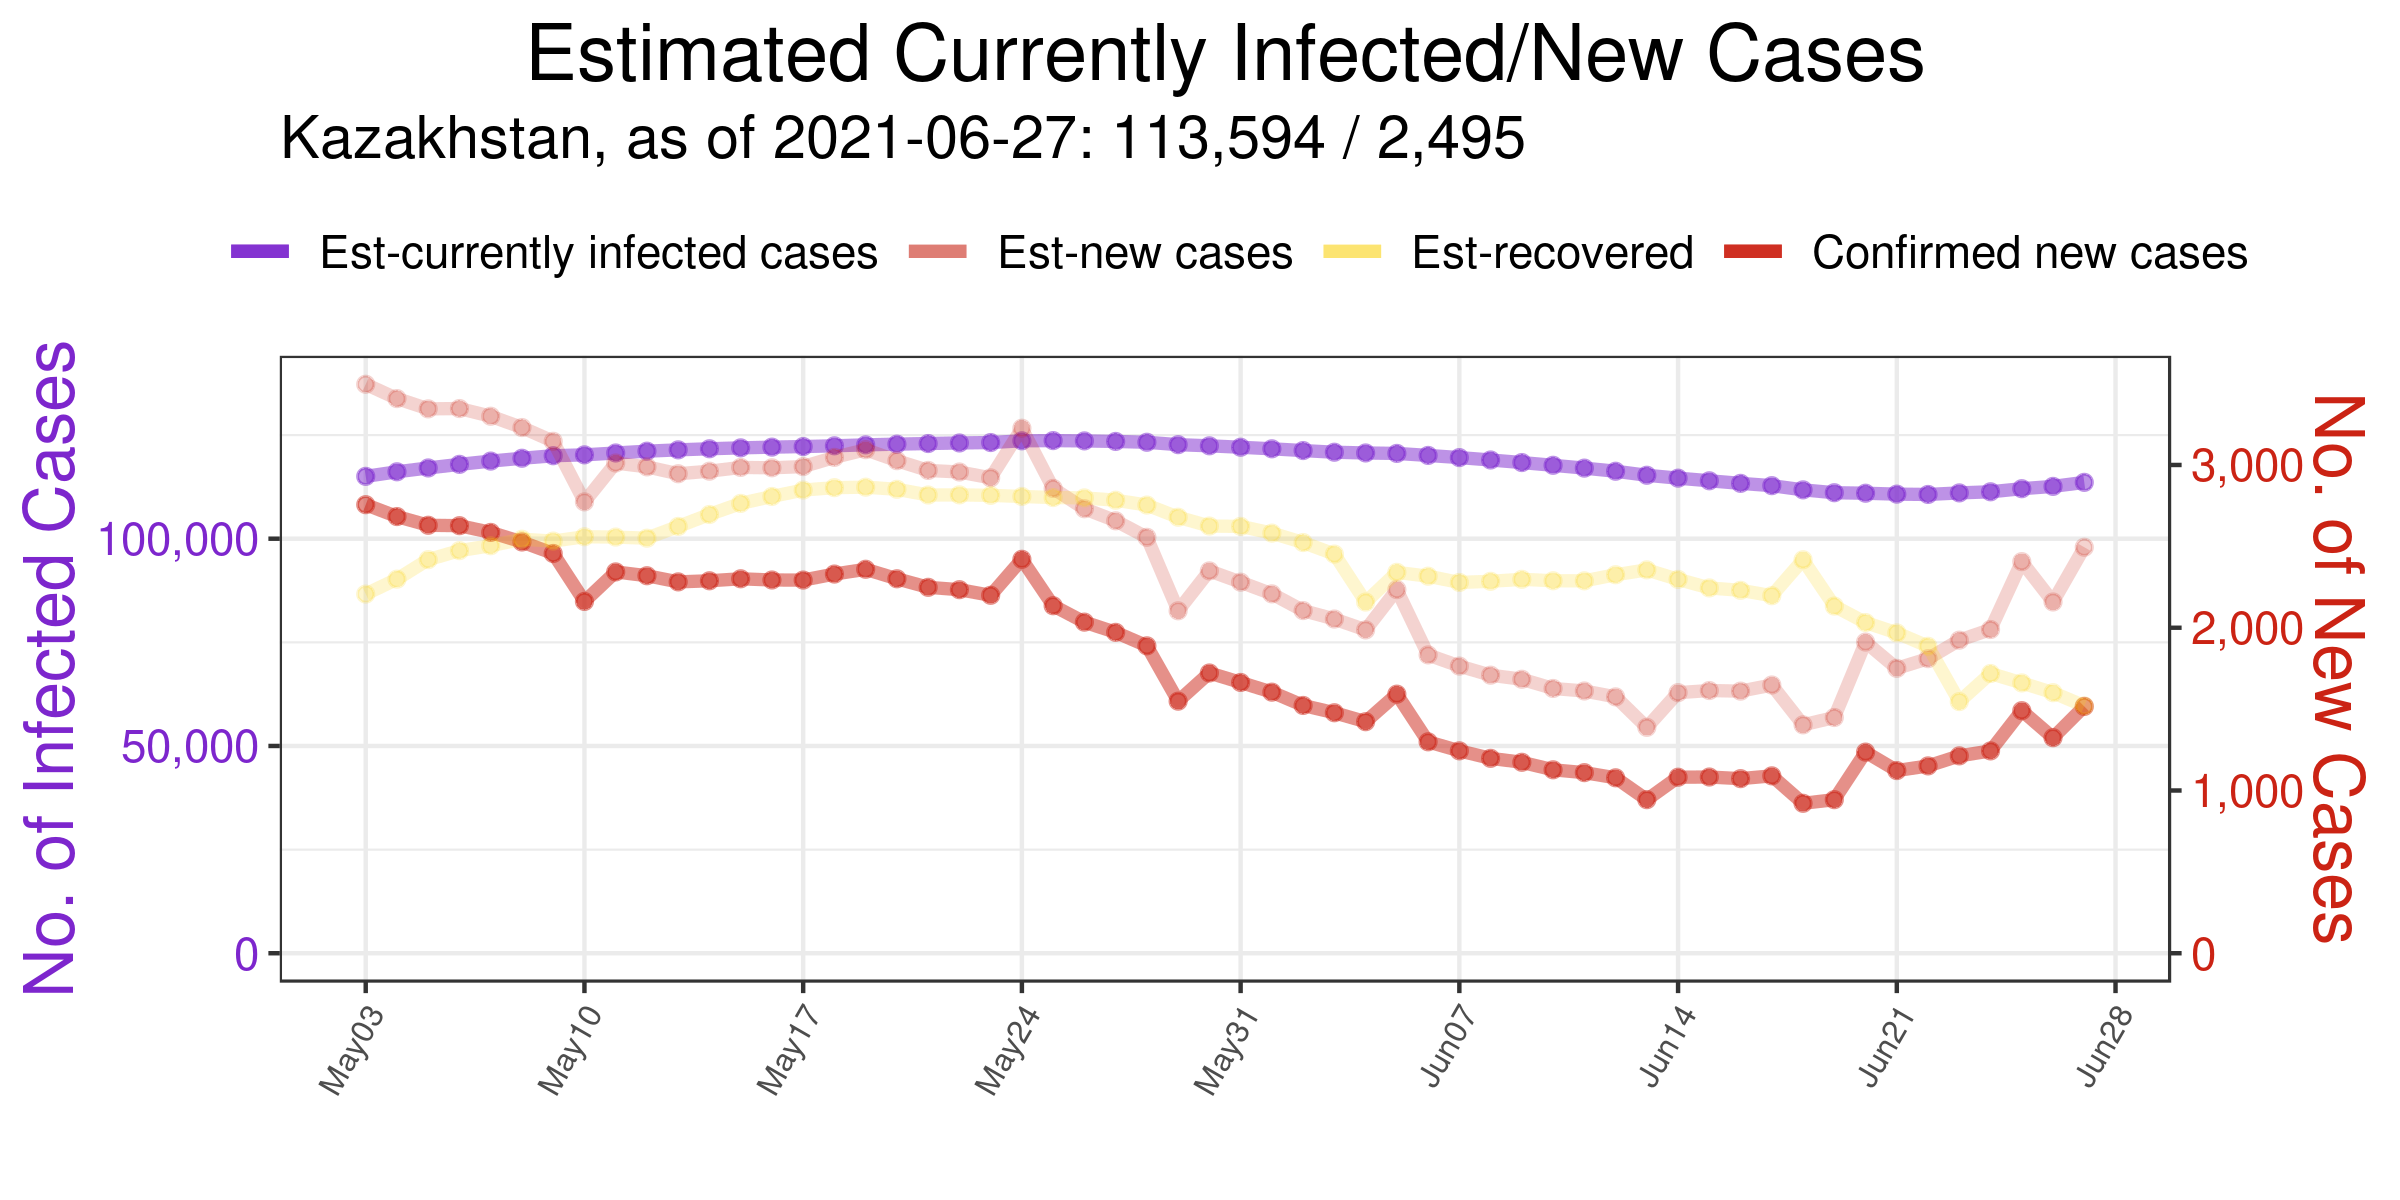 Estimated Currently Infected/New Cases
Kazakhstan, as of 2021-06-27: 113,594 / 2,495
Est-currently infected cases Est-new cases Est-recovered Confirmed new cases
No. of Infected Cases
100,000
50,000
0
3,000
2,000
1,000
0
No. of New Cases
May03 May10 May17 May24 May31 Jun07 Jun14 Jun21 Jun28